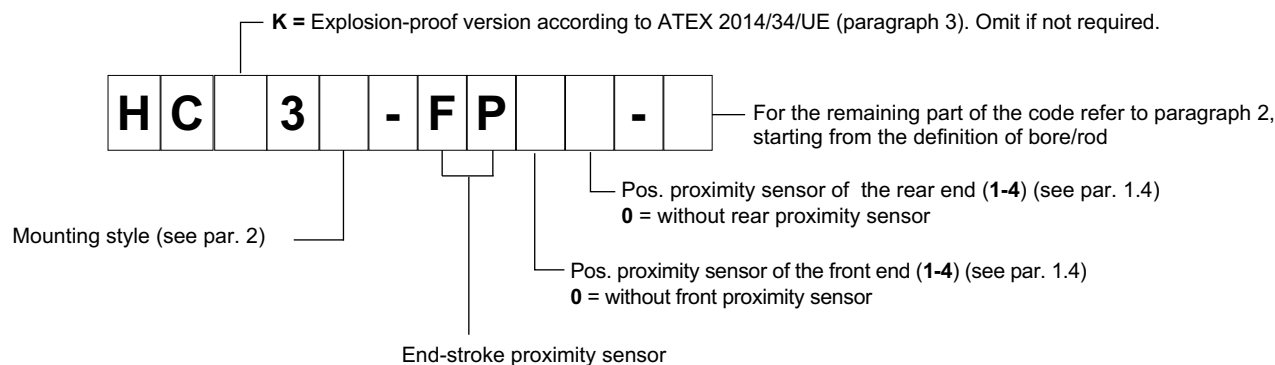 K = Explosion-proof version according to ATEX 2014/34/UE (paragraph 3). Omit if not required.
H C 3 - F P -
For the remaining part of the code refer to paragraph 2,
starting from the definition of bore/rod
Pos. proximity sensor of the rear end (1-4) (see par. 1.4)
0 = without rear proximity sensor
Mounting style (see par. 2)
Pos. proximity sensor of the front end (1-4) (see par. 1.4)
0 = without front proximity sensor
End-stroke proximity sensor